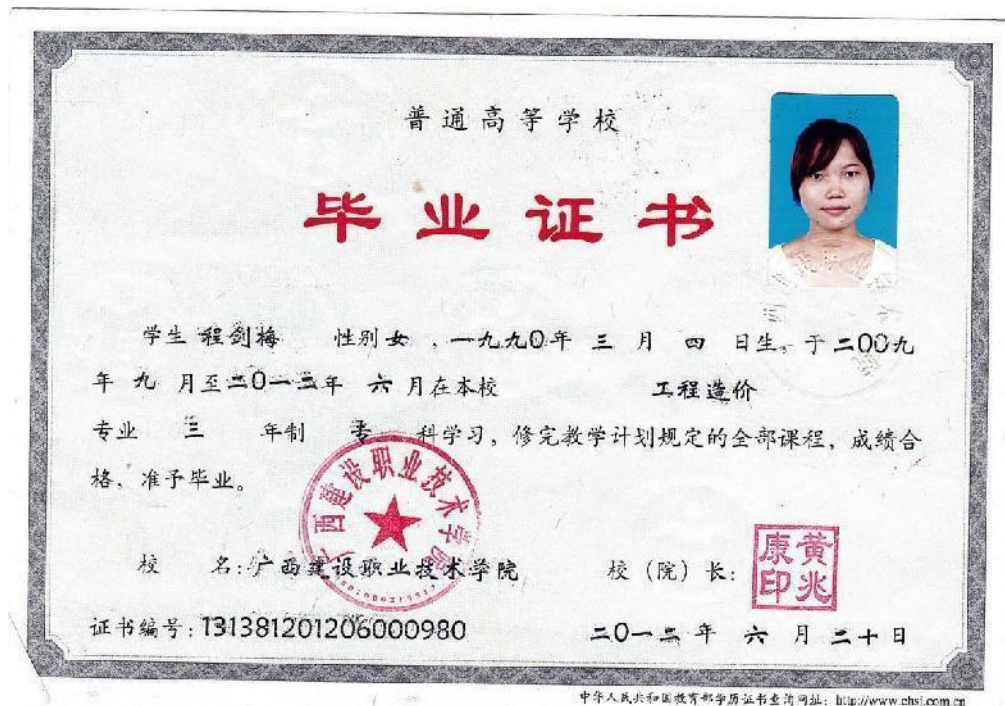 普通高等学校
毕业证书
学生 程剑梅 性别 女 ，一九九0年 三 月 四 日生，于二00九
年 九 月至二0一二年 六 月在本校 工程造价
专业 三 年制 专 科学习，修完教学计划规定的全部课程，成绩合
格，准予毕业。
广西建设职业技术学院
校 名：广西建设职业技术学院 校（院）长：
黄兆康印
证书编号：131381201206000980 二0一二年 六 月 二十日
中华人民共和国教育部学历证书查询网址：http://www.chsi.com.cn